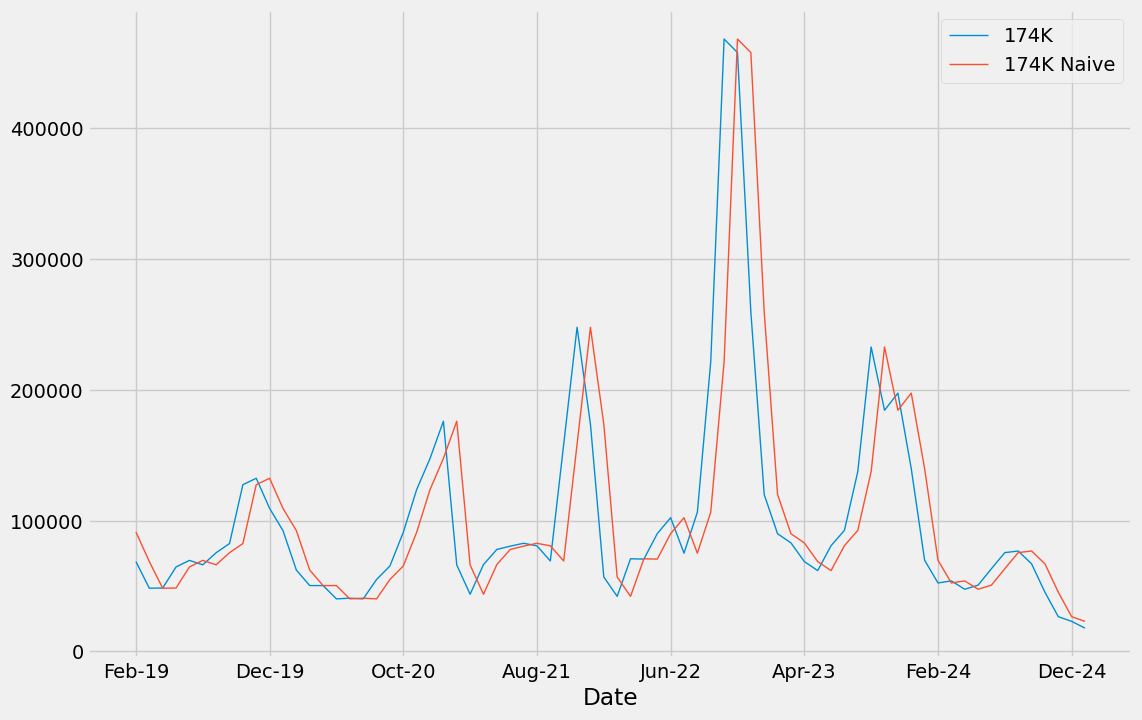 174K
174K Naive
400000
300000
200000
100000
0
Feb-19 Dec-19 Oct-20 Aug-21 Jun-22 Apr-23 Feb-24 Dec-24
Date